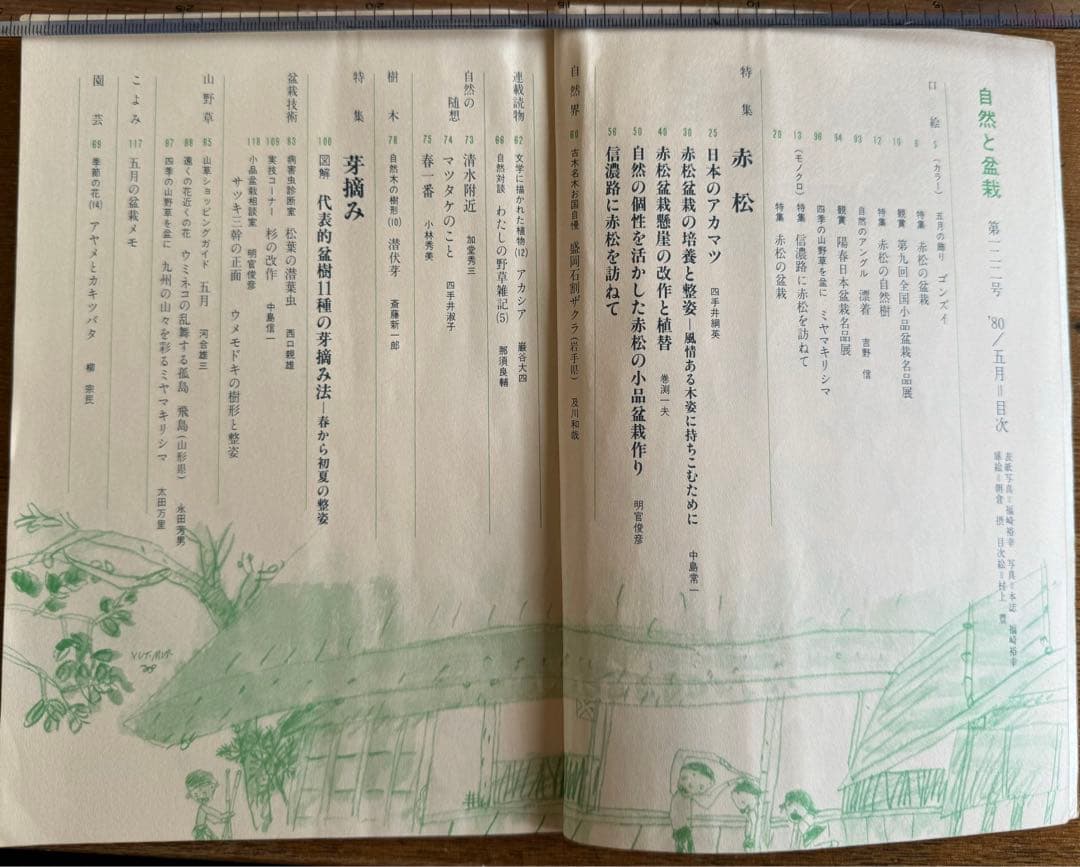 自然と盆栽 第一二二号 '80/五月=目次
表紙写真=福崎裕幸 写真=本誌 福崎裕幸
扉絵=朝倉 摂 目次絵=村上 豊
口絵
5 (カラー) 五月の飾り ゴンズイ
6 特集 赤松の盆栽
10 観賞 第九回全国小品盆栽名品展
12 特集 赤松の自然樹
93 自然のアングル 漂着 吉野 信
94 観賞 陽春日本盆栽名品展
96 四季の山野草を盆に ミヤマキリシマ
13 (モノクロ) 特集 信濃路に赤松を訪ねて
20 特集 赤松の盆栽
特集 赤松
25 日本のアカマツ 四手井綱英
30 赤松盆栽の培養と整姿―風情ある木姿に持ちこむために 中島常一
40 赤松盆栽懸崖の改作と植替 巻渕一夫
50 自然の個性を活かした赤松の小品盆栽作り 明官俊彦
56 信濃路に赤松を訪ねて
自然界 60 古木名木お国自慢 盛岡石割ザクラ(岩手県) 及川和哉
連載読物 62 文学に描かれた植物(12) アカシア 巌谷大四
66 自然対談 わたしの野草雑記(5) 那須良輔
自然の随想 73 清水附近 加堂秀三
74 マツタケのこと 四手井淑子
75 春一番 小林秀美
樹木 78 自然木の樹形(10) 潜伏芽 斎藤新一郎
特集 芽摘み
100 図解 代表的盆樹11種の芽摘み法―春から初夏の整姿
盆栽技術 83 病害虫診断室 松葉の潜葉虫 西口親雄
109 実技コーナー 杉の改作 中島信一
118 小品盆栽相談室 明官俊彦
サツキ三幹の正面 ウメモドキの樹形と整姿
山野草 85 山草ショッピングガイド 五月 河合雄三
88 遠くの花近くの花 ウミネコの乱舞する孤島 飛島(山形県) 永田芳男
97 四季の山野草を盆に 九州の山々を彩るミヤマキリシマ 太田万里
こよみ 117 五月の盆栽メモ
園芸 69 季節の花(14) アヤメとカキツバタ 柳 宗民